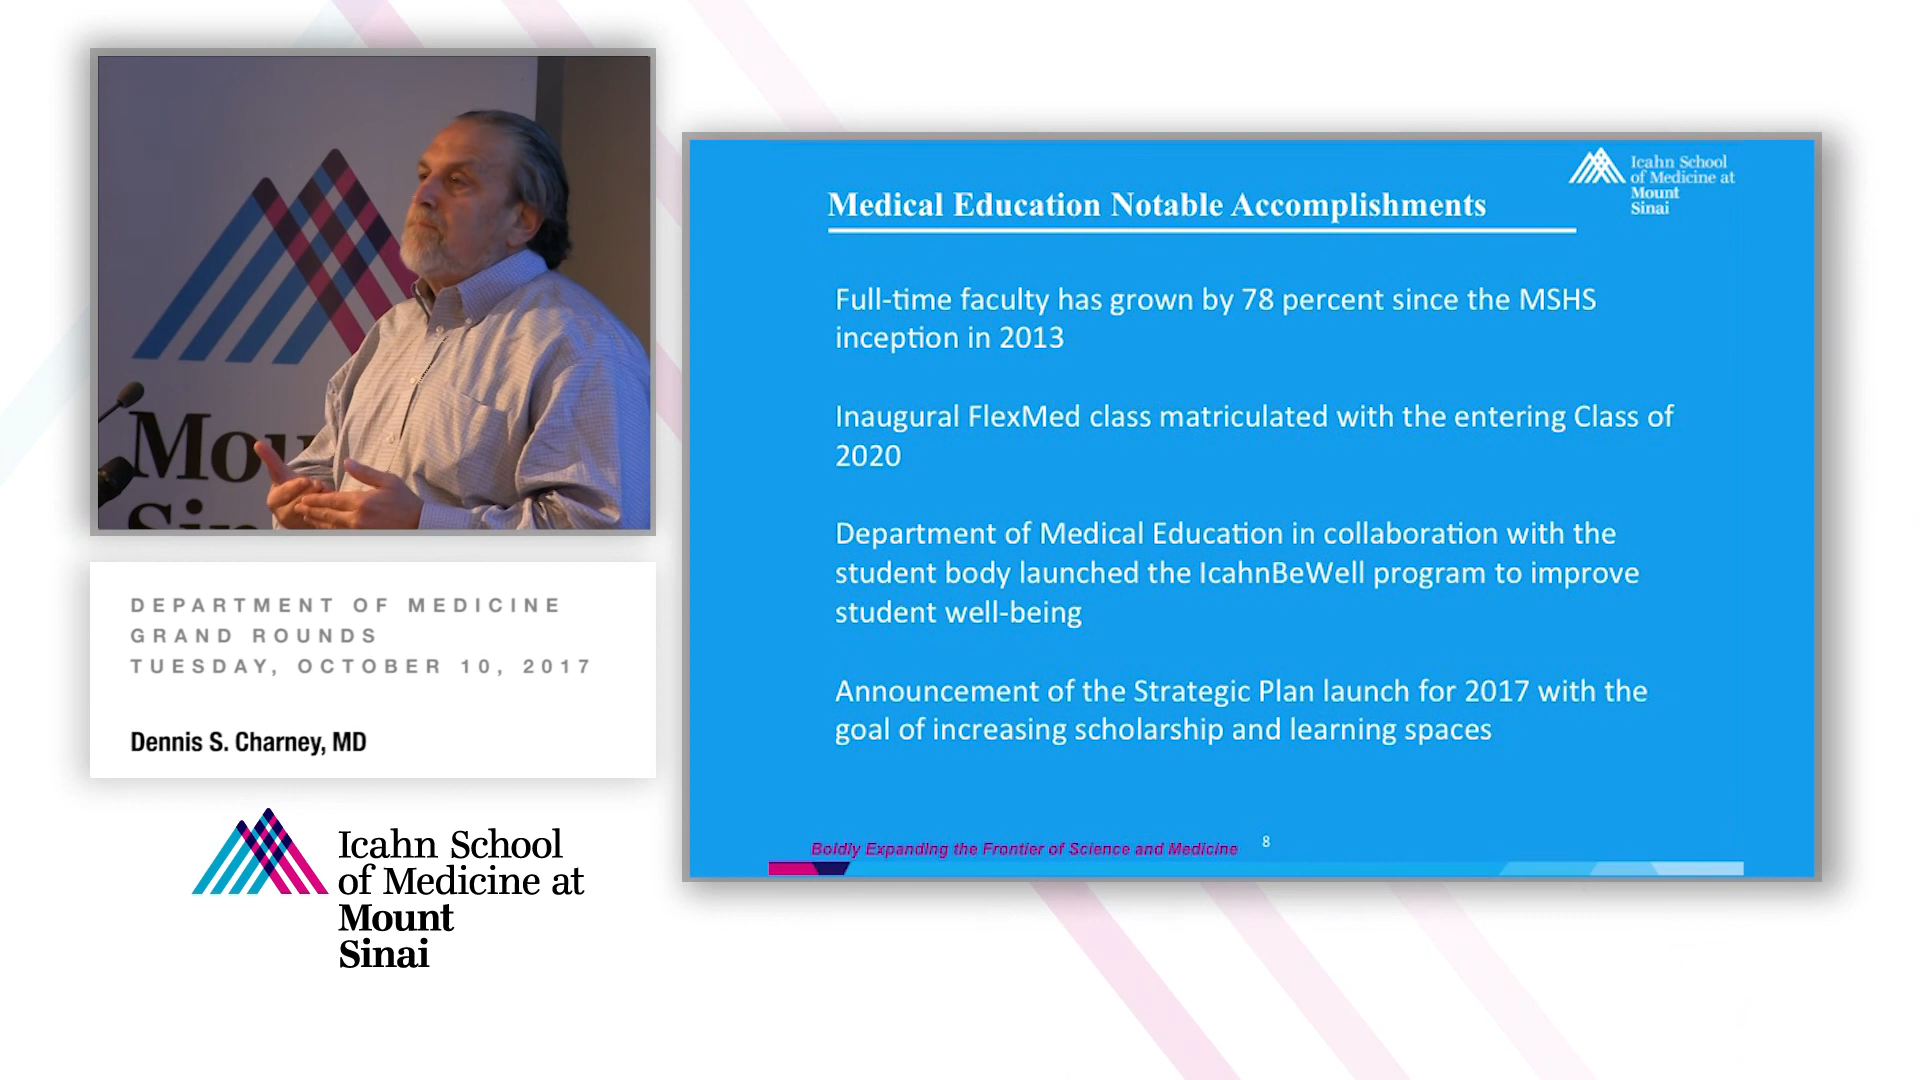 Mou
Sin
DEPARTMENT OF MEDICINE
GRAND ROUNDS
TUESDAY, OCTOBER 10, 2017
Dennis S. Charney, MD
Icahn School
of Medicine at
Mount
Sinai
Icahn School
of Medicine at
Mount
Sinai
Medical Education Notable Accomplishments
Full-time faculty has grown by 78 percent since the MSHS
inception in 2013
Inaugural FlexMed class matriculated with the entering Class of
2020
Department of Medical Education in collaboration with the
student body launched the IcahnBeWell program to improve
student well-being
Announcement of the Strategic Plan launch for 2017 with the
goal of increasing scholarship and learning spaces
Boldly Expanding the Frontier of Science and Medicine
8